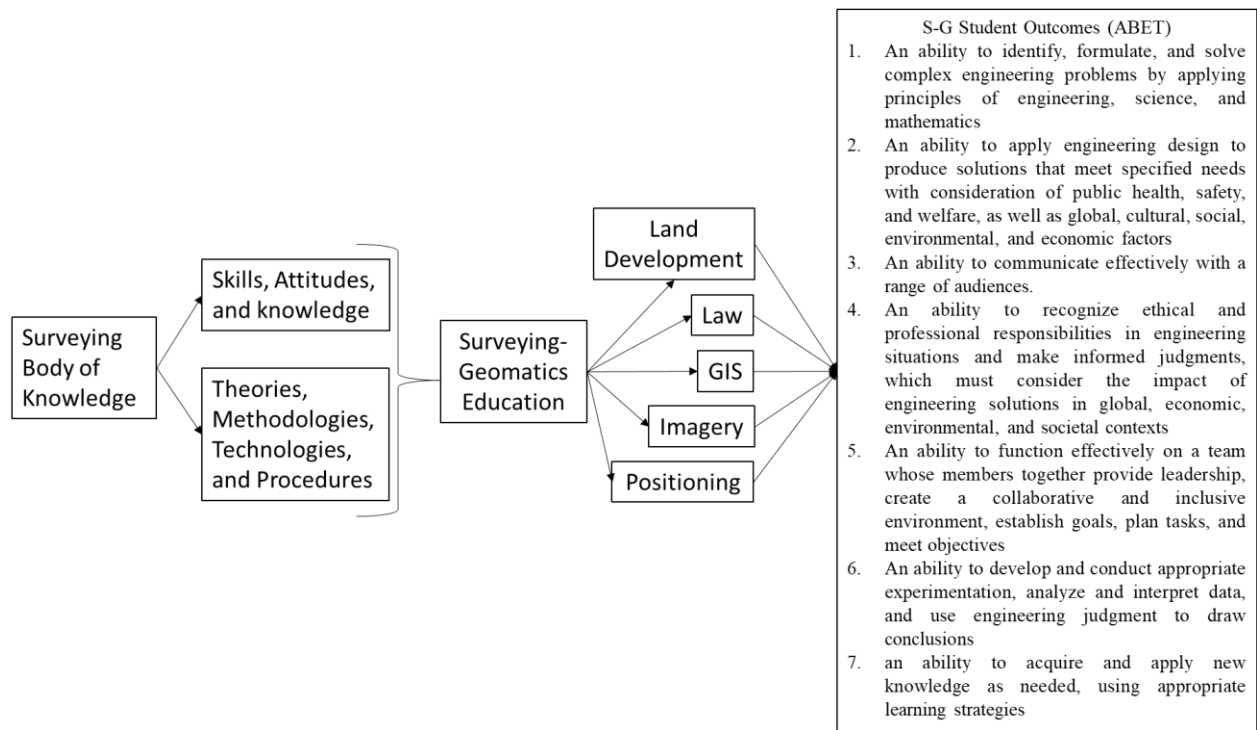 Surveying
Body of
Knowledge
Skills, Attitudes,
and knowledge
Theories,
Methodologies,
Technologies,
and Procedures
Surveying-
Geomatics
Education
Land
Development
Law
GIS
Imagery
Positioning
S-G Student Outcomes (ABET)
1. An ability to identify, formulate, and solve
complex engineering problems by applying
principles of engineering, science, and
mathematics
2. An ability to apply engineering design to
produce solutions that meet specified needs
with consideration of public health, safety,
and welfare, as well as global, cultural, social,
environmental, and economic factors
3. An ability to communicate effectively with a
range of audiences.
4. An ability to recognize ethical and
professional responsibilities in engineering
situations and make informed judgments,
which must consider the impact of
engineering solutions in global, economic,
environmental, and societal contexts
5. An ability to function effectively on a team
whose members together provide leadership,
create a collaborative and inclusive
environment, establish goals, plan tasks, and
meet objectives
6. An ability to develop and conduct appropriate
experimentation, analyze and interpret data,
and use engineering judgment to draw
conclusions
7. an ability to acquire and apply new
knowledge as needed, using appropriate
learning strategies